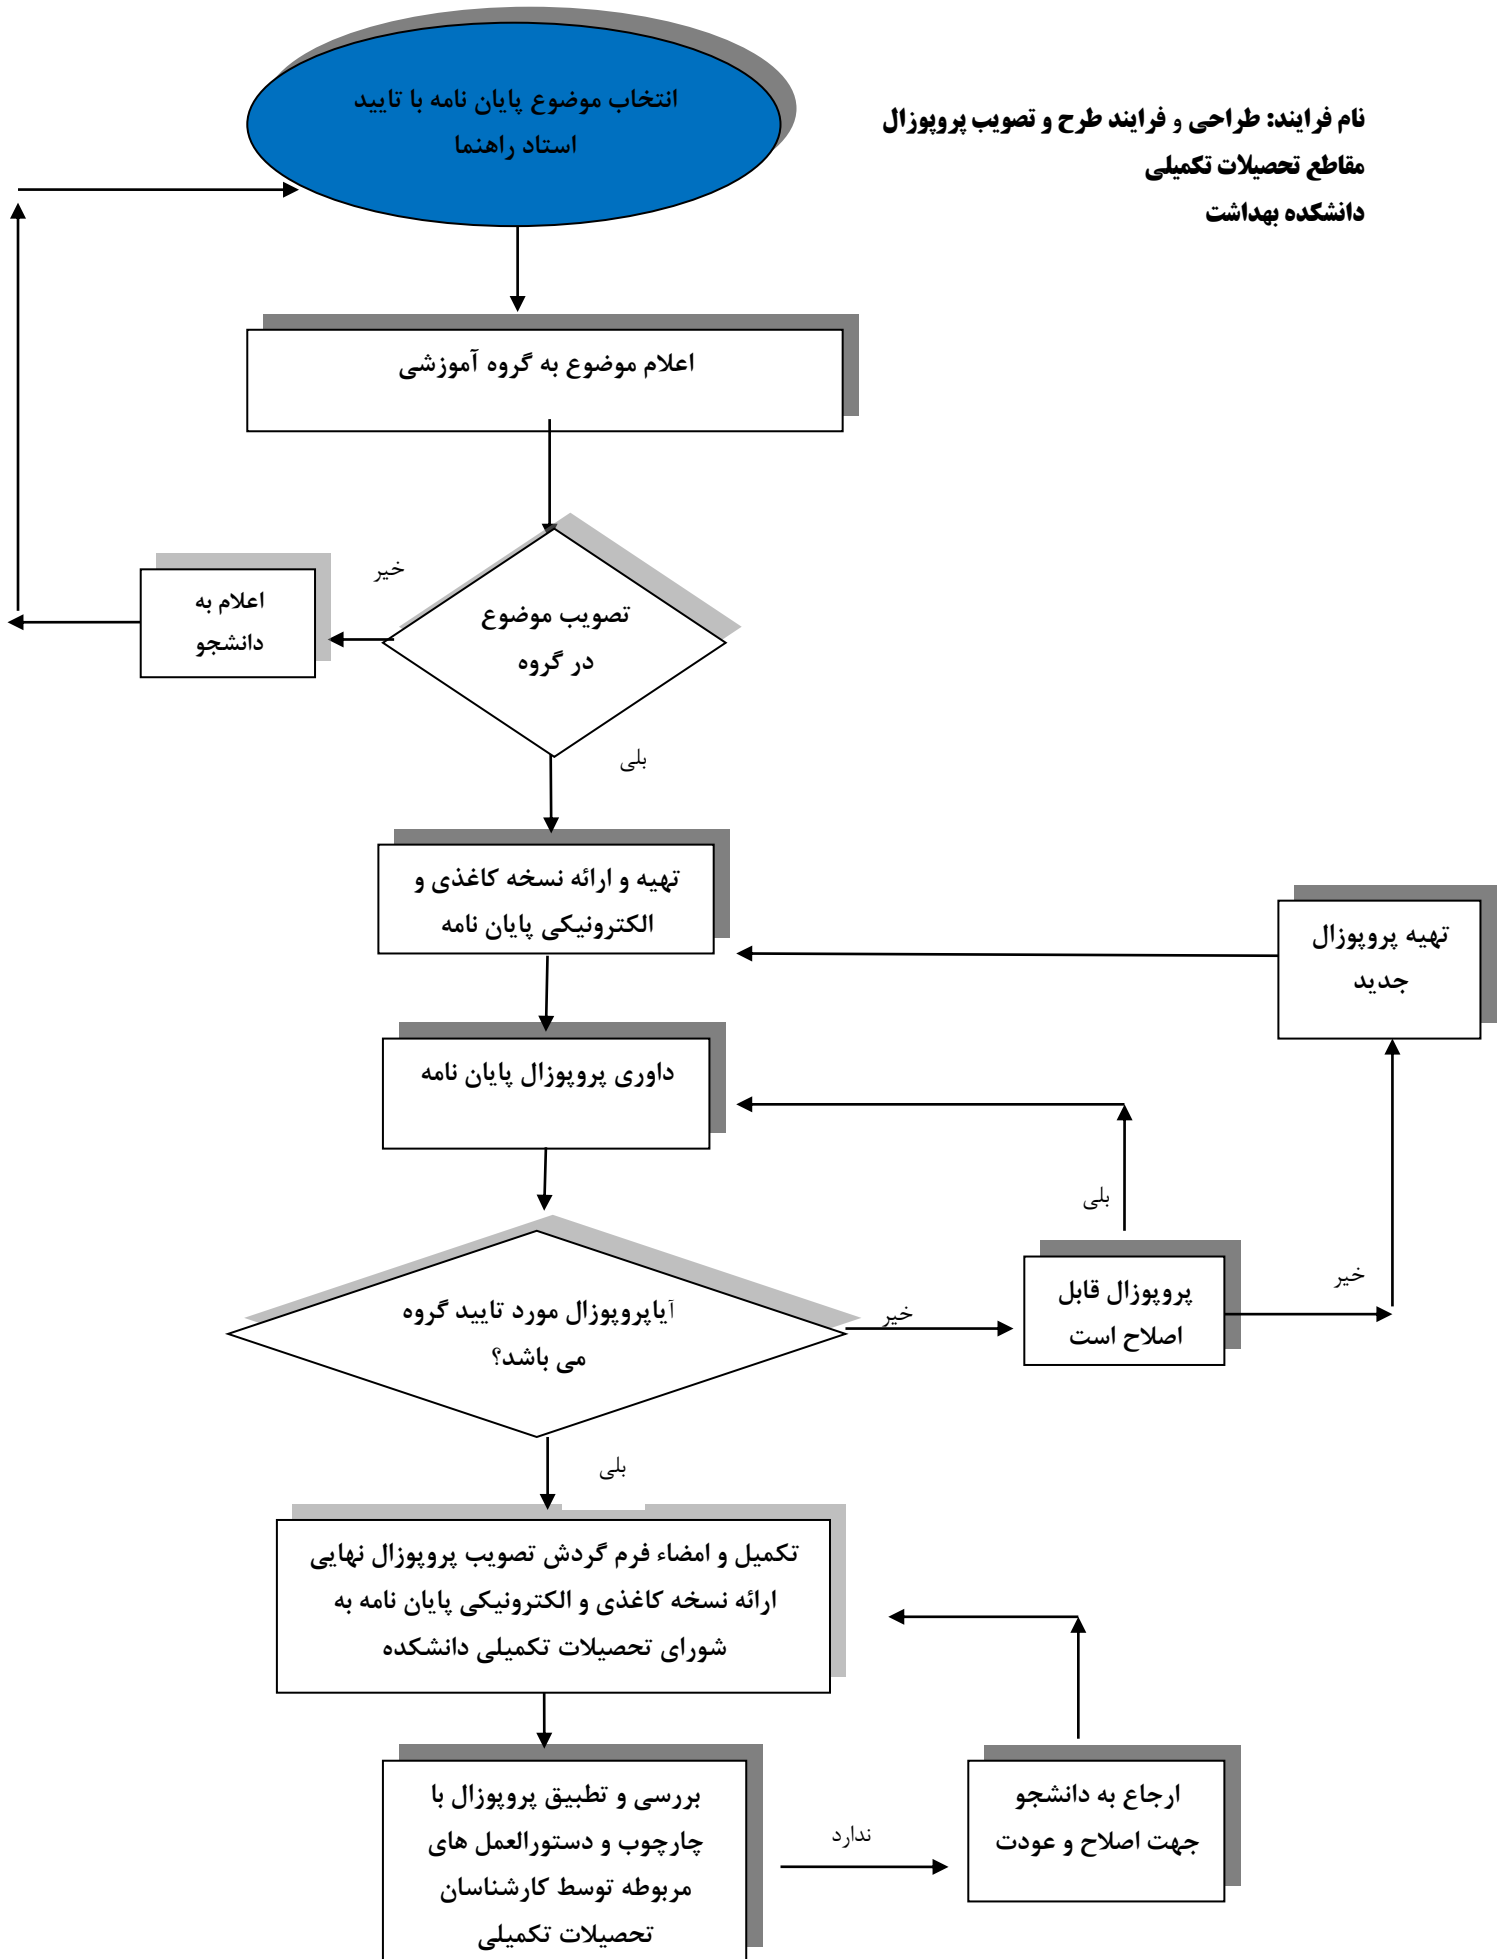 نام فرایند: طراحی و فرایند طرح و تصویب پروپوزال
مقاطع تحصیلات تکمیلی
دانشکده بهداشت
انتخاب موضوع پایان نامه با تایید
استاد راهنما
اعلام موضوع به گروه آموزشی
تصویب موضوع
در گروه
خیر
اعلام به
دانشجو
بلی
تهیه و ارائه نسخه کاغذی و
الکترونیکی پایان نامه
تهیه پروپوزال
جدید
داوری پروپوزال پایان نامه
آیاپروپوزال مورد تایید گروه
می باشد؟
خیر
پروپوزال قابل
اصلاح است
بلی
خیر
بلی
تکمیل و امضاء فرم گردش تصویب پروپوزال نهایی
ارائه نسخه کاغذی و الکترونیکی پایان نامه به
شورای تحصیلات تکمیلی دانشکده
بررسی و تطبیق پروپوزال با
چارچوب و دستورالعمل های
مربوطه توسط کارشناسان
تحصیلات تکمیلی
ندارد
ارجاع به دانشجو
جهت اصلاح و عودت